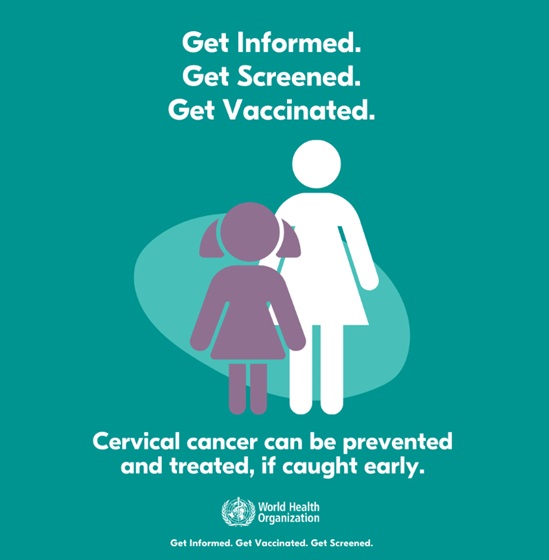 Get Informed.
Get Screened.
Get Vaccinated.
Cervical cancer can be prevented
and treated, if caught early.
World Health
Organization
Get Informed. Get Vaccinated. Get Screened.